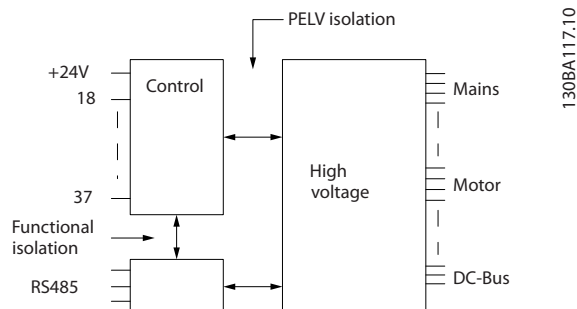 PELV isolation
130BA117.10
+24V
Control
18
Mains
High
voltage
Motor
37
Functional
isolation
RS485
DC-Bus